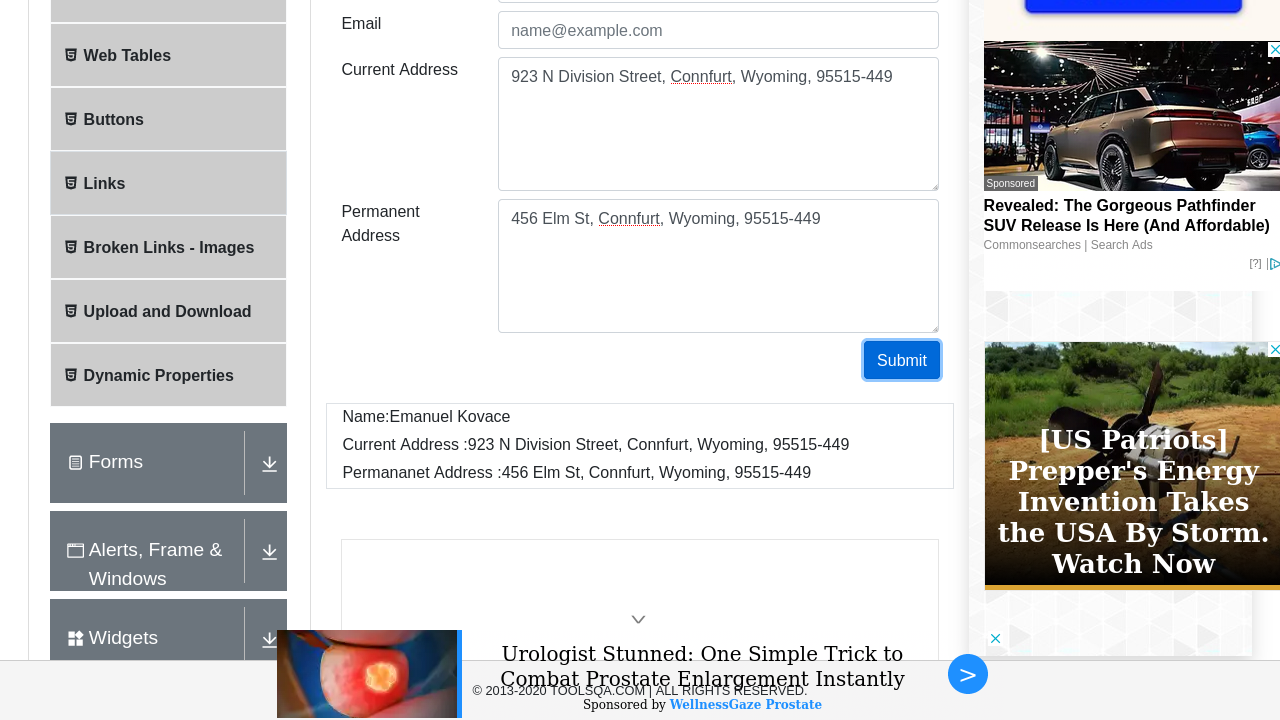 Email
name@example.com
Web Tables
Current Address
923 N Division Street, Connfurt, Wyoming, 95515-449
Buttons
Links
Permanent
Address
456 Elm St, Connfurt, Wyoming, 95515-449
Broken Links - Images
Upload and Download
Dynamic Properties
Submit
Name:Emanuel Kovace
Current Address :923 N Division Street, Connfurt, Wyoming, 95515-449
Permananet Address :456 Elm St, Connfurt, Wyoming, 95515-449
Forms
Alerts, Frame &
Windows
Widgets
PATHFINDER
Sponsored
Revealed: The Gorgeous Pathfinder
SUV Release Is Here (And Affordable)
Commonsearches | Search Ads
[?]
[US Patriots]
Prepper's Energy
Invention Takes
the USA By Storm.
Watch Now
Urologist Stunned: One Simple Trick to
Combat Prostate Enlargement Instantly
© 2013-2020 TOOLSQA.COM | ALL RIGHTS RESERVED.
Sponsored by WellnessGaze Prostate
>